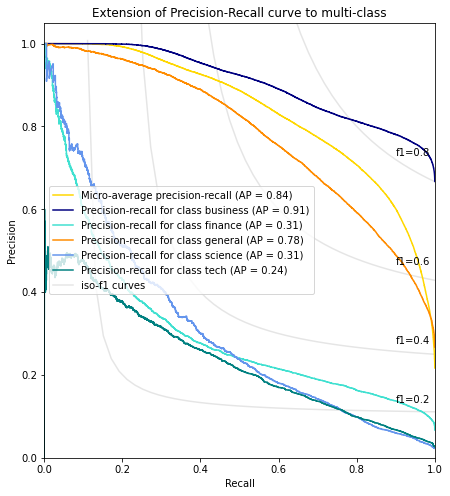 Extension of Precision-Recall curve to multi-class
1.0
0.8
0.6
0.4
0.2
0.0
Precision
f1=0.8
f1=0.6
f1=0.4
f1=0.2
Micro-average precision-recall (AP = 0.84)
Precision-recall for class business (AP = 0.91)
Precision-recall for class finance (AP = 0.31)
Precision-recall for class general (AP = 0.78)
Precision-recall for class science (AP = 0.31)
Precision-recall for class tech (AP = 0.24)
iso-f1 curves
0.0 0.2 0.4 0.6 0.8 1.0
Recall